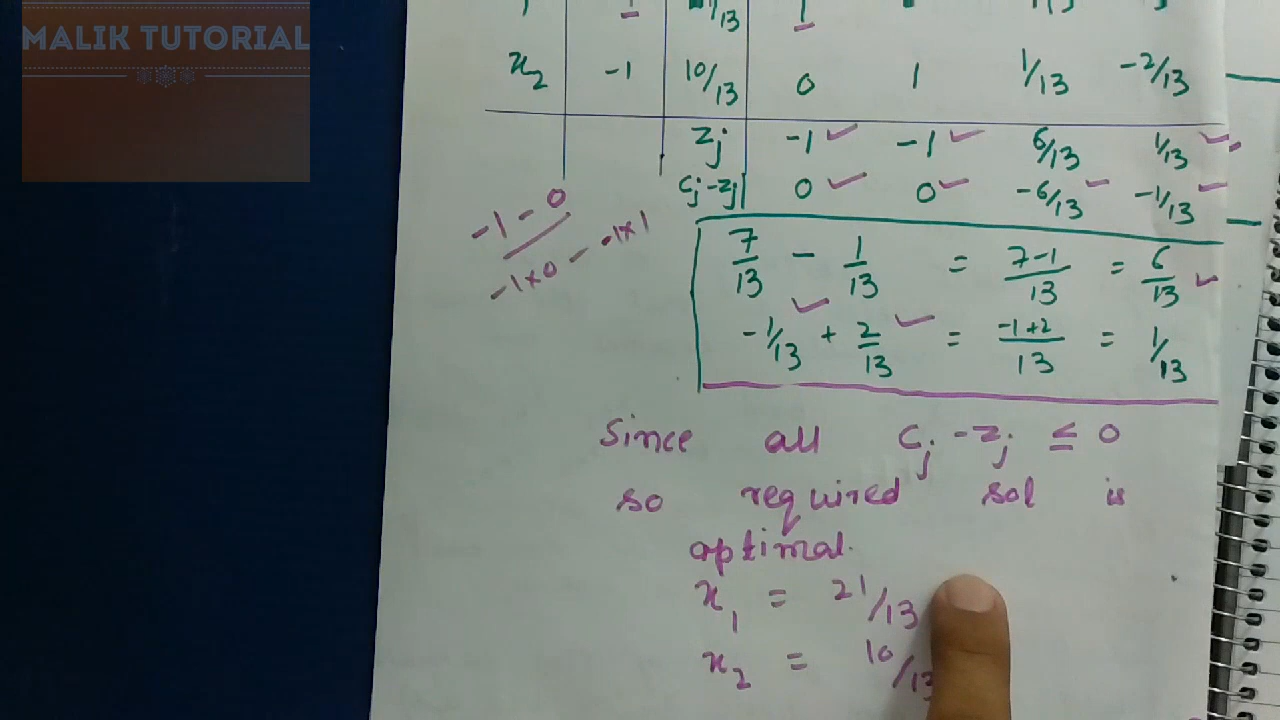 MALIK TUTORIAL
x₂ -1 10/13 0 1 1/13 -2/13
Zj -1 -1 6/13 1/13
Cj-Zj 0 0 -6/13 -1/13
-1 - 0
-1×0 - -1×1
7/13 - 1/13 = 7-1/13 = 6/13
-1/13 + 2/13 = -1+2/13 = 1/13
Since all Cj - Zj ≤ 0
so required sol is
optimal.
x₁ = 21/13
x₂ = 10/13